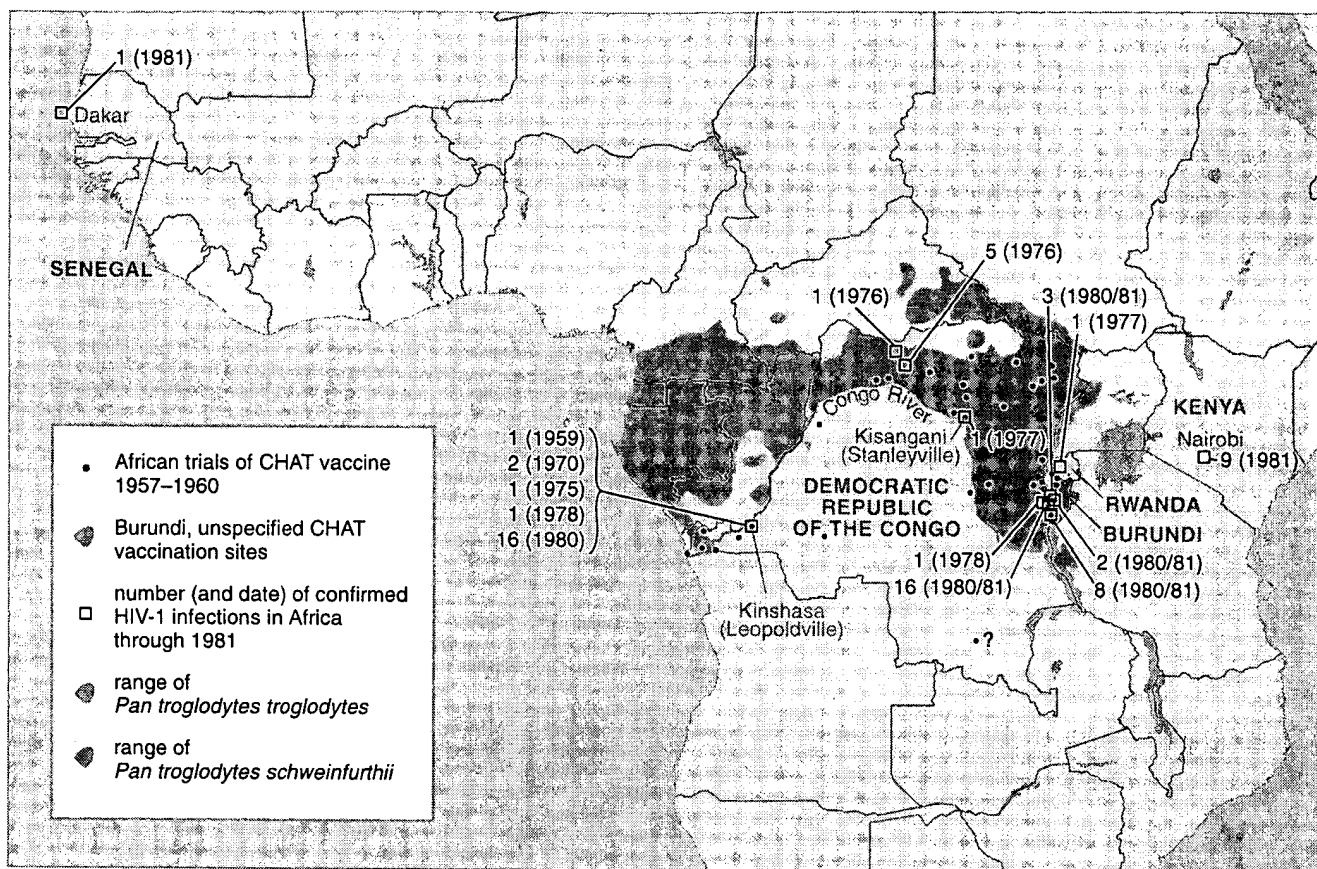 1 (1981)
Dakar
SENEGAL
5 (1976)
1 (1976)
3 (1980/81)
1 (1977)
Congo River
KENYA
Kisangani
(Stanleyville)
1 (1977)
Nairobi
9 (1981)
DEMOCRATIC
REPUBLIC
OF THE CONGO
RWANDA
BURUNDI
1 (1959)
2 (1970)
1 (1975)
1 (1978)
16 (1980)
1 (1978)
16 (1980/81)
2 (1980/81)
8 (1980/81)
Kinshasa
(Leopoldville)
?
African trials of CHAT vaccine
1957–1960
Burundi, unspecified CHAT
vaccination sites
number (and date) of confirmed
HIV-1 infections in Africa
through 1981
range of
Pan troglodytes troglodytes
range of
Pan troglodytes schweinfurthii